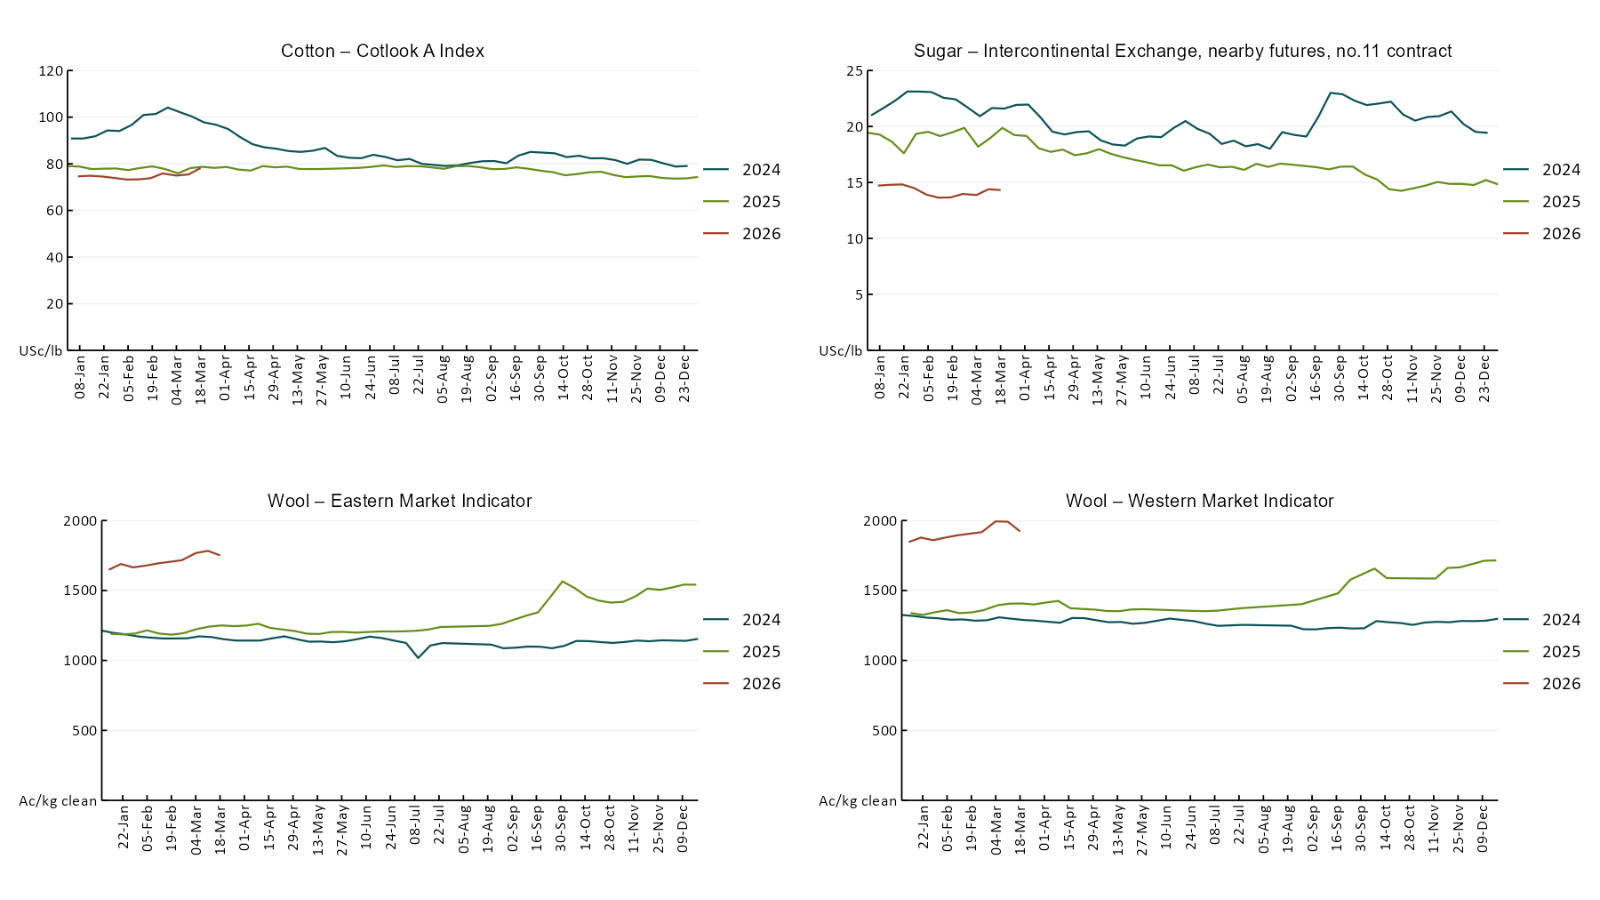 Cotton – Cotlook A Index
120
100
80
60
40
20
USc/lb
08-Jan
22-Jan
05-Feb
19-Feb
04-Mar
18-Mar
01-Apr
15-Apr
29-Apr
13-May
27-May
10-Jun
24-Jun
08-Jul
22-Jul
05-Aug
19-Aug
02-Sep
16-Sep
30-Sep
14-Oct
28-Oct
11-Nov
25-Nov
09-Dec
23-Dec
2024
2025
2026
Sugar – Intercontinental Exchange, nearby futures, no.11 contract
25
20
15
10
5
USc/lb
08-Jan
22-Jan
05-Feb
19-Feb
04-Mar
18-Mar
01-Apr
15-Apr
29-Apr
13-May
27-May
10-Jun
24-Jun
08-Jul
22-Jul
05-Aug
19-Aug
02-Sep
16-Sep
30-Sep
14-Oct
28-Oct
11-Nov
25-Nov
09-Dec
23-Dec
2024
2025
2026
Wool – Eastern Market Indicator
2000
1500
1000
500
Ac/kg clean
22-Jan
05-Feb
19-Feb
04-Mar
18-Mar
01-Apr
15-Apr
29-Apr
13-May
27-May
10-Jun
24-Jun
08-Jul
22-Jul
05-Aug
19-Aug
02-Sep
16-Sep
30-Sep
14-Oct
28-Oct
11-Nov
25-Nov
09-Dec
2024
2025
2026
Wool – Western Market Indicator
2000
1500
1000
500
Ac/kg clean
22-Jan
05-Feb
19-Feb
04-Mar
18-Mar
01-Apr
15-Apr
29-Apr
13-May
27-May
10-Jun
24-Jun
08-Jul
22-Jul
05-Aug
19-Aug
02-Sep
16-Sep
30-Sep
14-Oct
28-Oct
11-Nov
25-Nov
09-Dec
2024
2025
2026